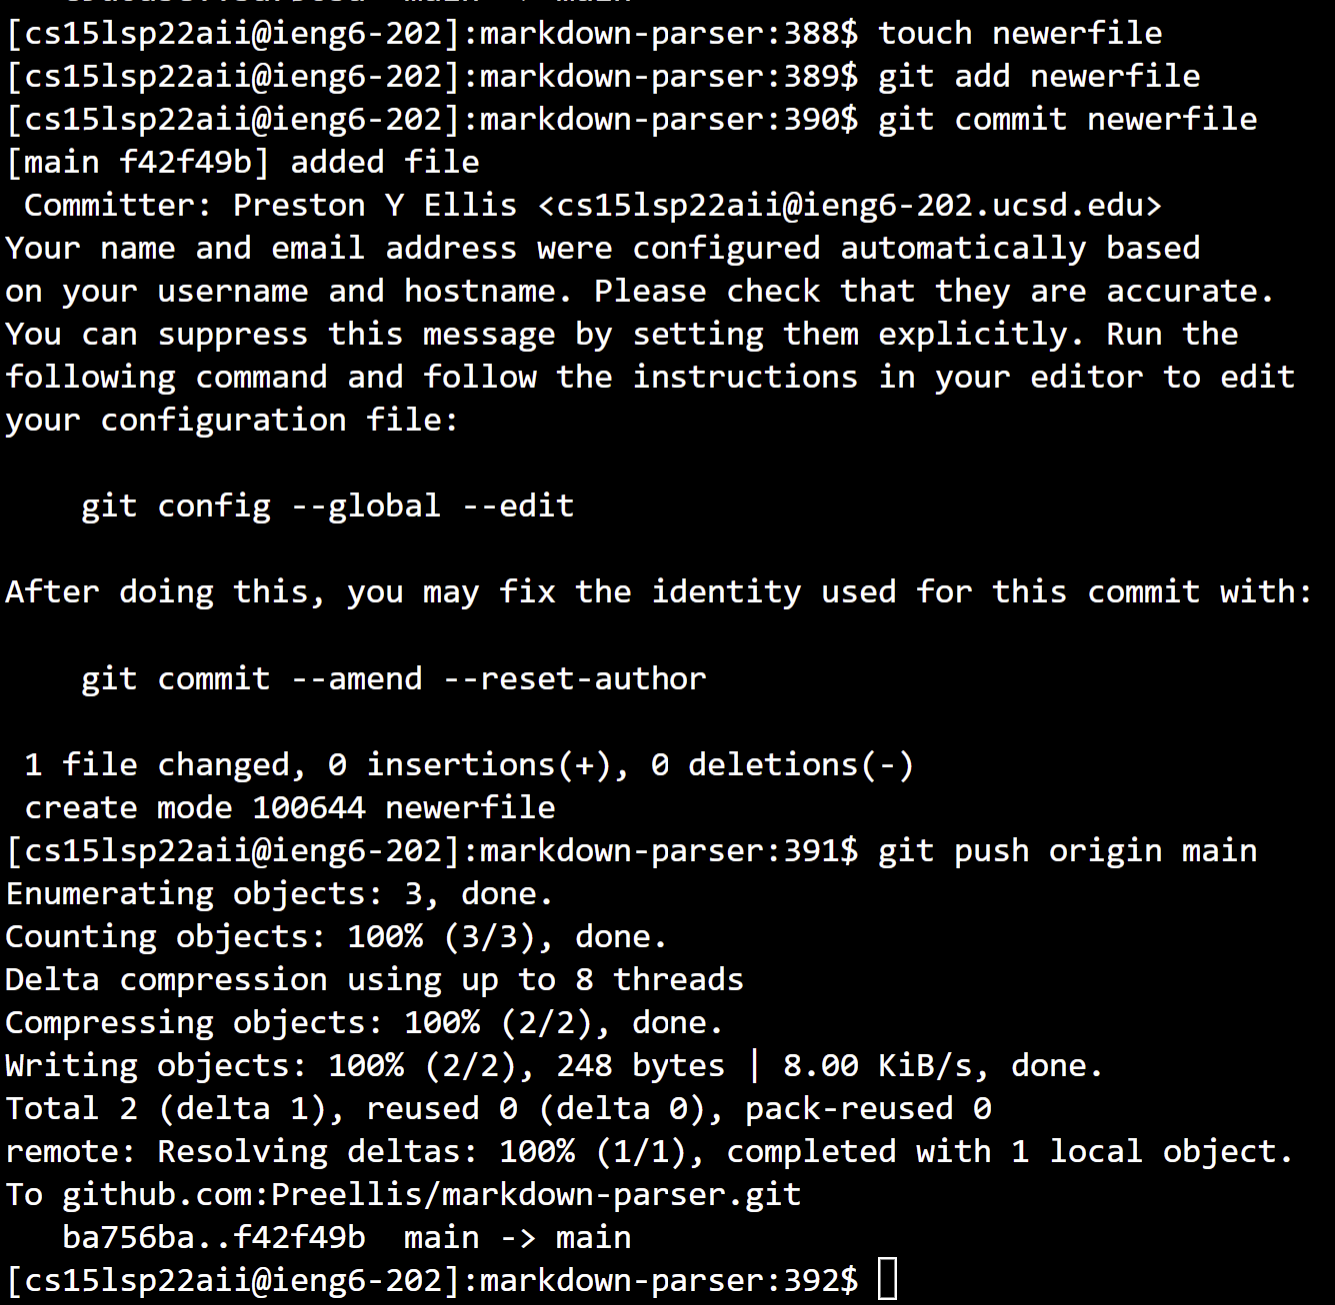 [cs15lsp22aii@ieng6-202]:markdown-parser:388$ touch newerfile
[cs15lsp22aii@ieng6-202]:markdown-parser:389$ git add newerfile
[cs15lsp22aii@ieng6-202]:markdown-parser:390$ git commit newerfile
[main f42f49b] added file
 Committer: Preston Y Ellis <cs15lsp22aii@ieng6-202.ucsd.edu>
Your name and email address were configured automatically based
on your username and hostname. Please check that they are accurate.
You can suppress this message by setting them explicitly. Run the
following command and follow the instructions in your editor to edit
your configuration file:

    git config --global --edit

After doing this, you may fix the identity used for this commit with:

    git commit --amend --reset-author

 1 file changed, 0 insertions(+), 0 deletions(-)
 create mode 100644 newerfile
[cs15lsp22aii@ieng6-202]:markdown-parser:391$ git push origin main
Enumerating objects: 3, done.
Counting objects: 100% (3/3), done.
Delta compression using up to 8 threads
Compressing objects: 100% (2/2), done.
Writing objects: 100% (2/2), 248 bytes | 8.00 KiB/s, done.
Total 2 (delta 1), reused 0 (delta 0), pack-reused 0
remote: Resolving deltas: 100% (1/1), completed with 1 local object.
To github.com:Preellis/markdown-parser.git
   ba756ba..f42f49b  main -> main
[cs15lsp22aii@ieng6-202]:markdown-parser:392$